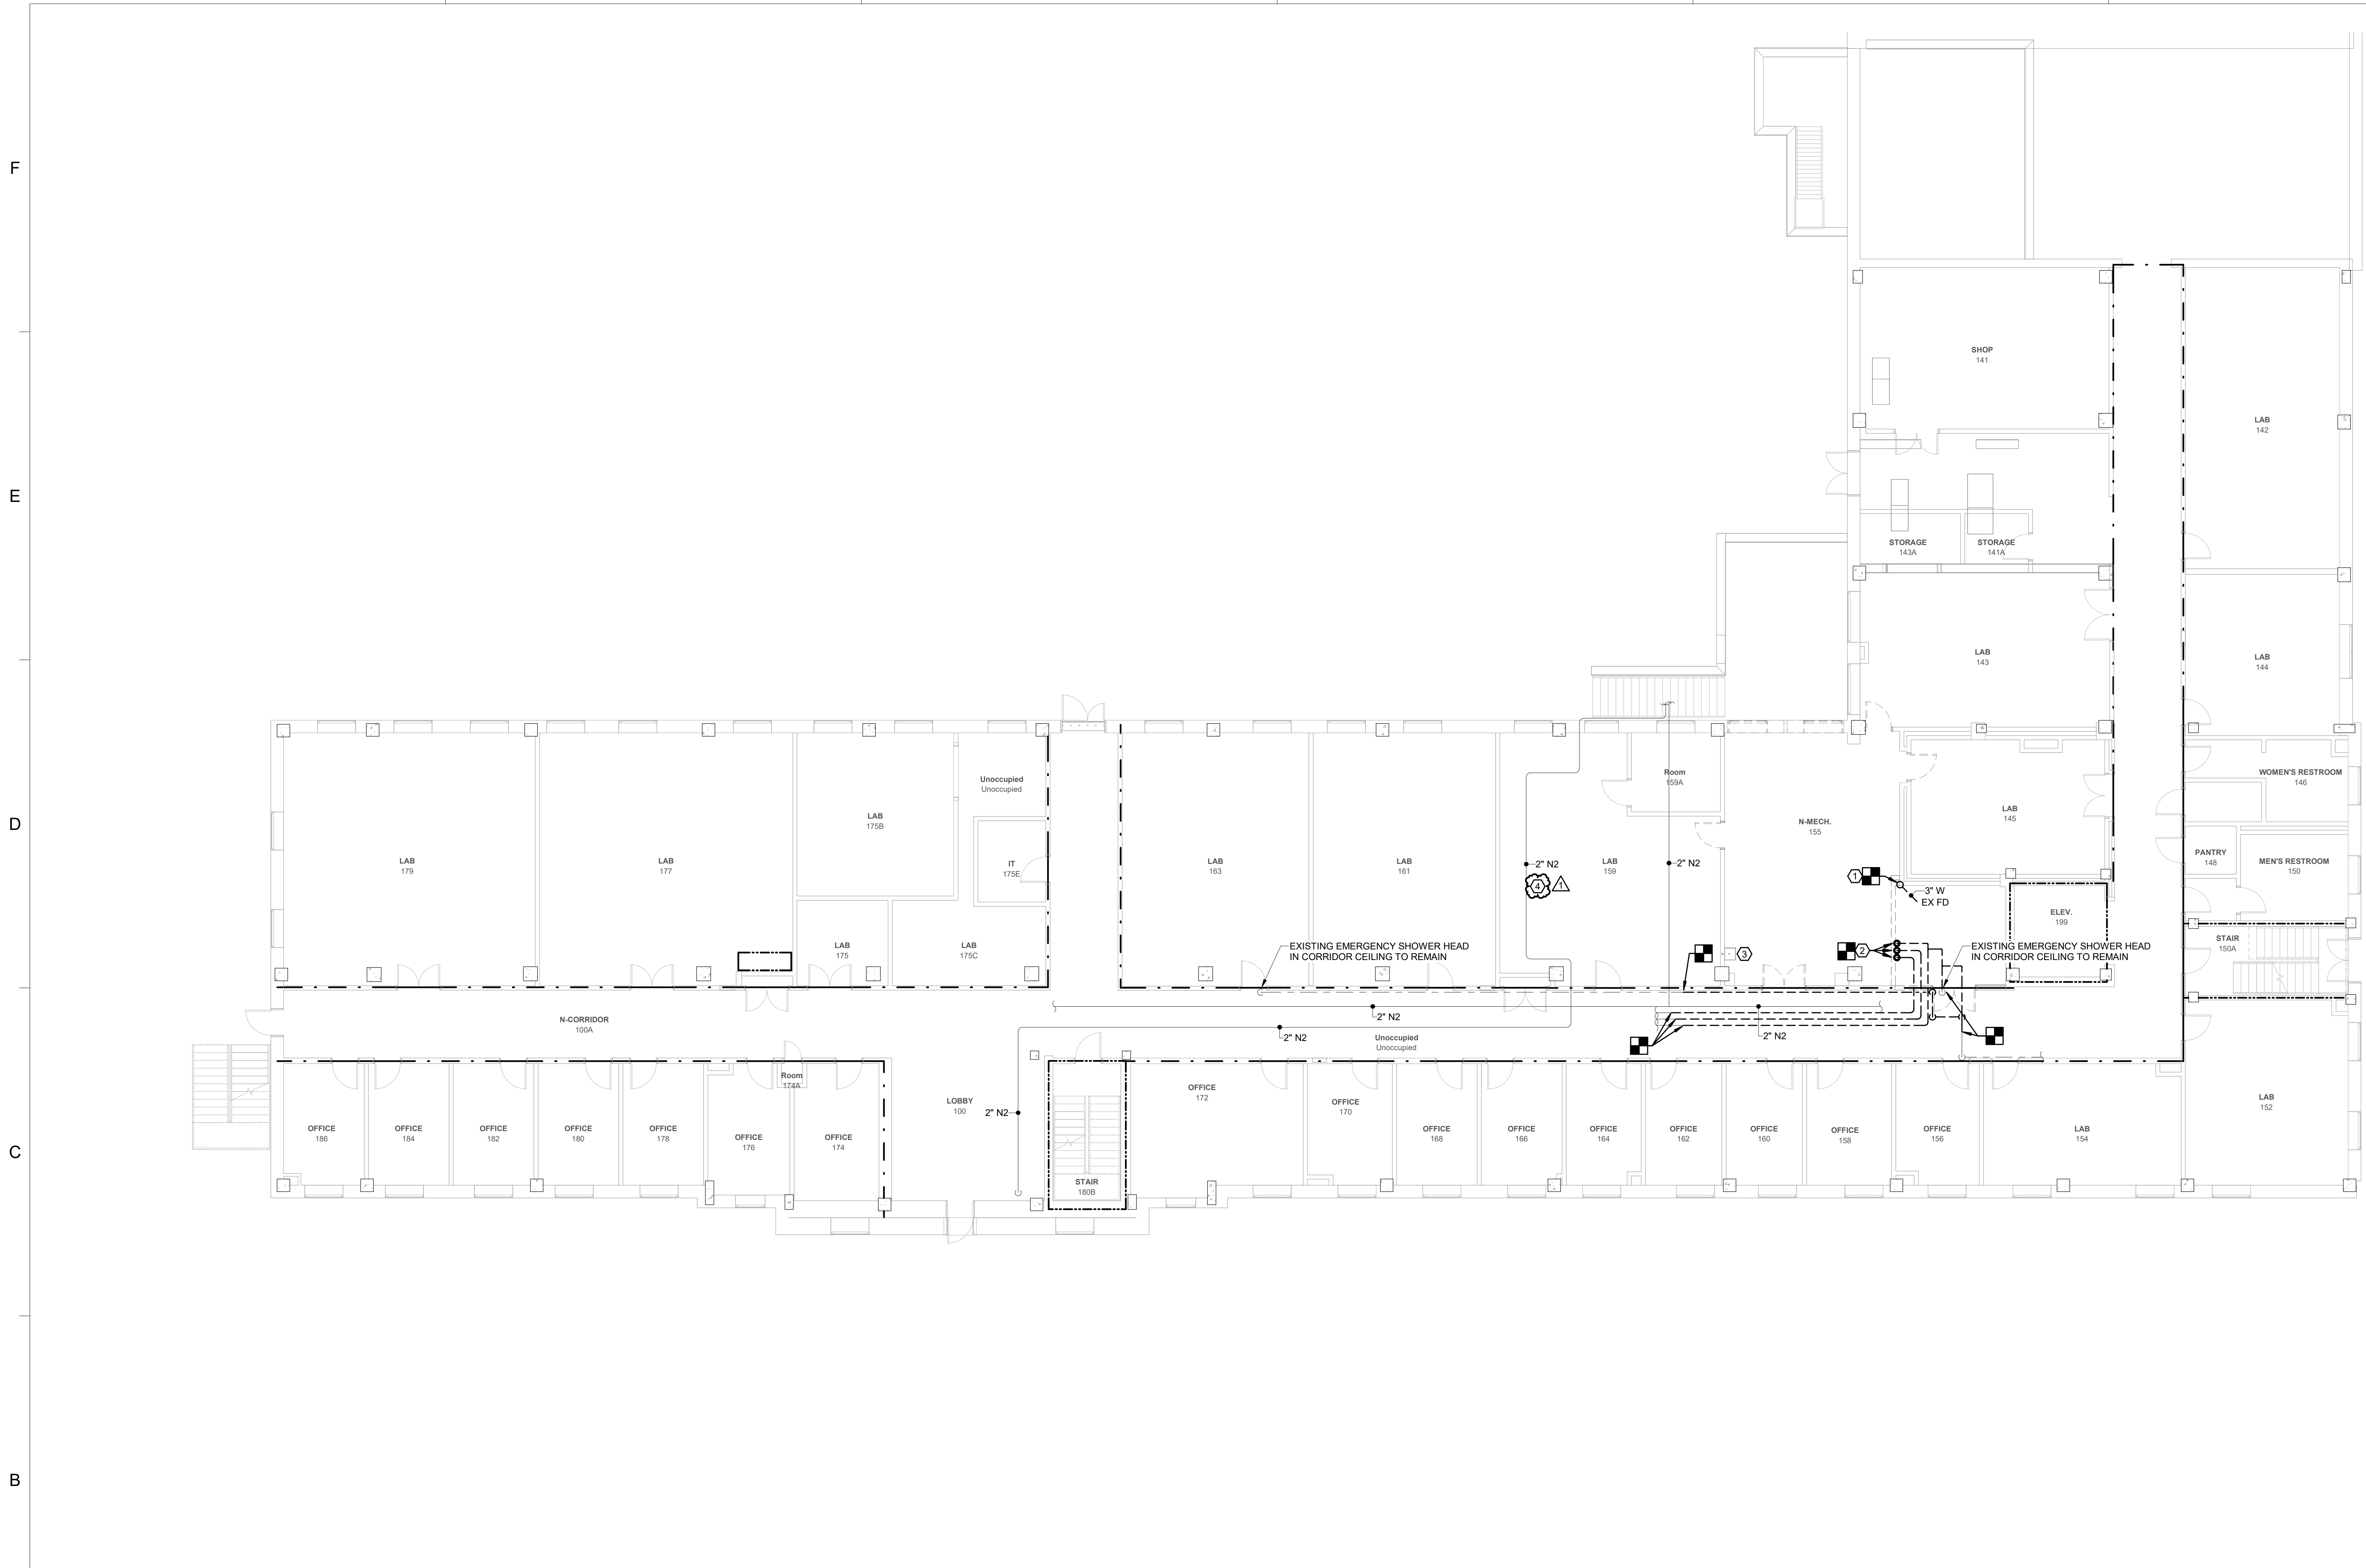 F
SHOP
141
LAB
142
E
STORAGE
143A
STORAGE
141A
LAB
143
LAB
144
Unoccupied
Unoccupied
Room
159A
WOMEN'S RESTROOM
146
LAB
175B
LAB
145
N-MECH.
155
D
LAB
179
LAB
177
IT
175E
LAB
163
LAB
161
2" N2
LAB
159
2" N2
PANTRY
148
MEN'S RESTROOM
150
4
1
1
3" W
EX FD
ELEV.
199
LAB
175
LAB
175C
EXISTING EMERGENCY SHOWER HEAD
IN CORRIDOR CEILING TO REMAIN
3
2
EXISTING EMERGENCY SHOWER HEAD
IN CORRIDOR CEILING TO REMAIN
STAIR
150A
N-CORRIDOR
100A
2" N2
2" N2
Unoccupied
Unoccupied
2" N2
Room
174A
OFFICE
172
LOBBY
100
2" N2
OFFICE
170
LAB
152
C
OFFICE
186
OFFICE
184
OFFICE
182
OFFICE
180
OFFICE
178
OFFICE
176
OFFICE
174
OFFICE
168
OFFICE
166
OFFICE
164
OFFICE
162
OFFICE
160
OFFICE
158
OFFICE
156
LAB
154
STAIR
180B
B